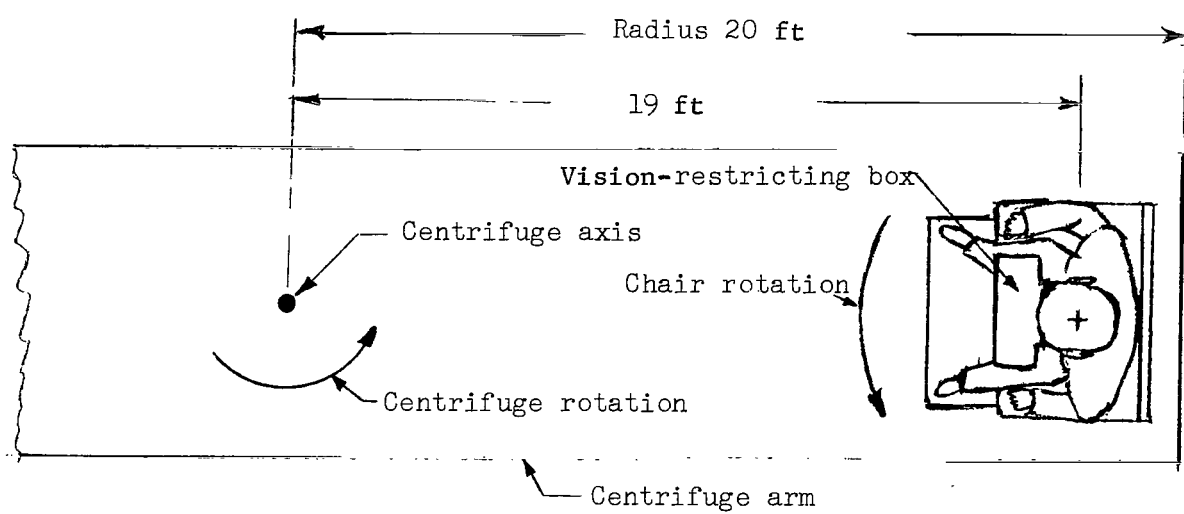 Radius 20 ft
19 ft
Vision-restricting box
Centrifuge axis
Chair rotation
Centrifuge rotation
Centrifuge arm